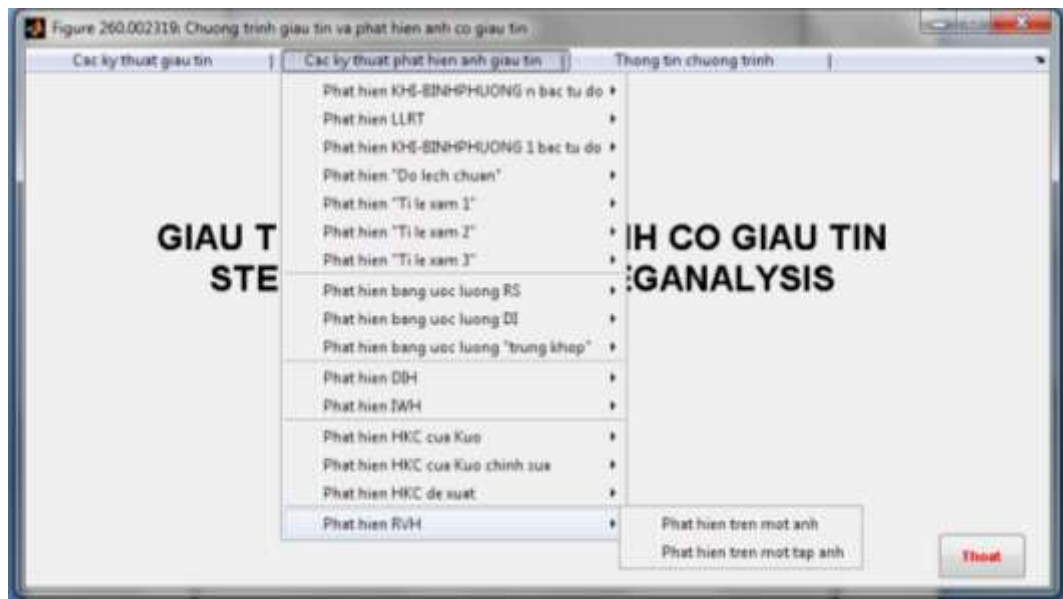 Figure 260.002319: Chuong trinh giau tin va phat hien anh co giau tin
Cac ky thuat giau tin | Cac ky thuat phat hien anh giau tin | Thong tin chuong trinh |
Phat hien KHI-BINHPHUONG n bac tu do
Phat hien LLRT
Phat hien KHI-BINHPHUONG 1 bac tu do
Phat hien "Do lech chuan"
Phat hien "Ti le xam 1"
Phat hien "Ti le xam 2"
Phat hien "Ti le xam 3"
GIAU T IH CO GIAU TIN
STE EGANALYSIS
Phat hien bang uoc luong RS
Phat hien bang uoc luong DI
Phat hien bang uoc luong "trung khop"
Phat hien DIH
Phat hien IWH
Phat hien HKC cua Kuo
Phat hien HKC cua Kuo chinh sua
Phat hien HKC de xuat
Phat hien RVH
Phat hien tren mot anh
Phat hien tren mot tap anh
Thoat